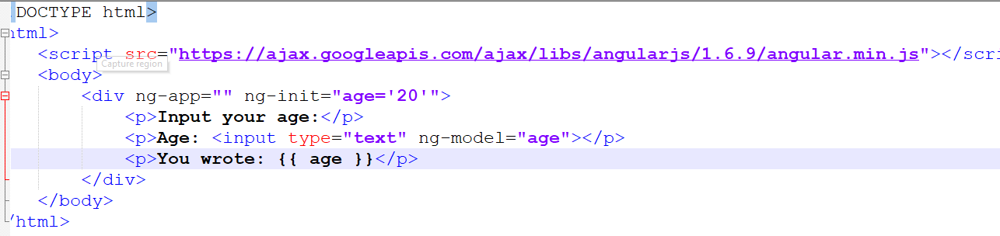 DOCTYPE html>
html>
<script src="https://ajax.googleapis.com/ajax/libs/angularjs/1.6.9/angular.min.js"></scri
Capture region
<body>
<div ng-app="" ng-init="age='20'">
<p>Input your age:</p>
<p>Age: <input type="text" ng-model="age"></p>
<p>You wrote: {{ age }}</p>
</div>
</body>
/html>